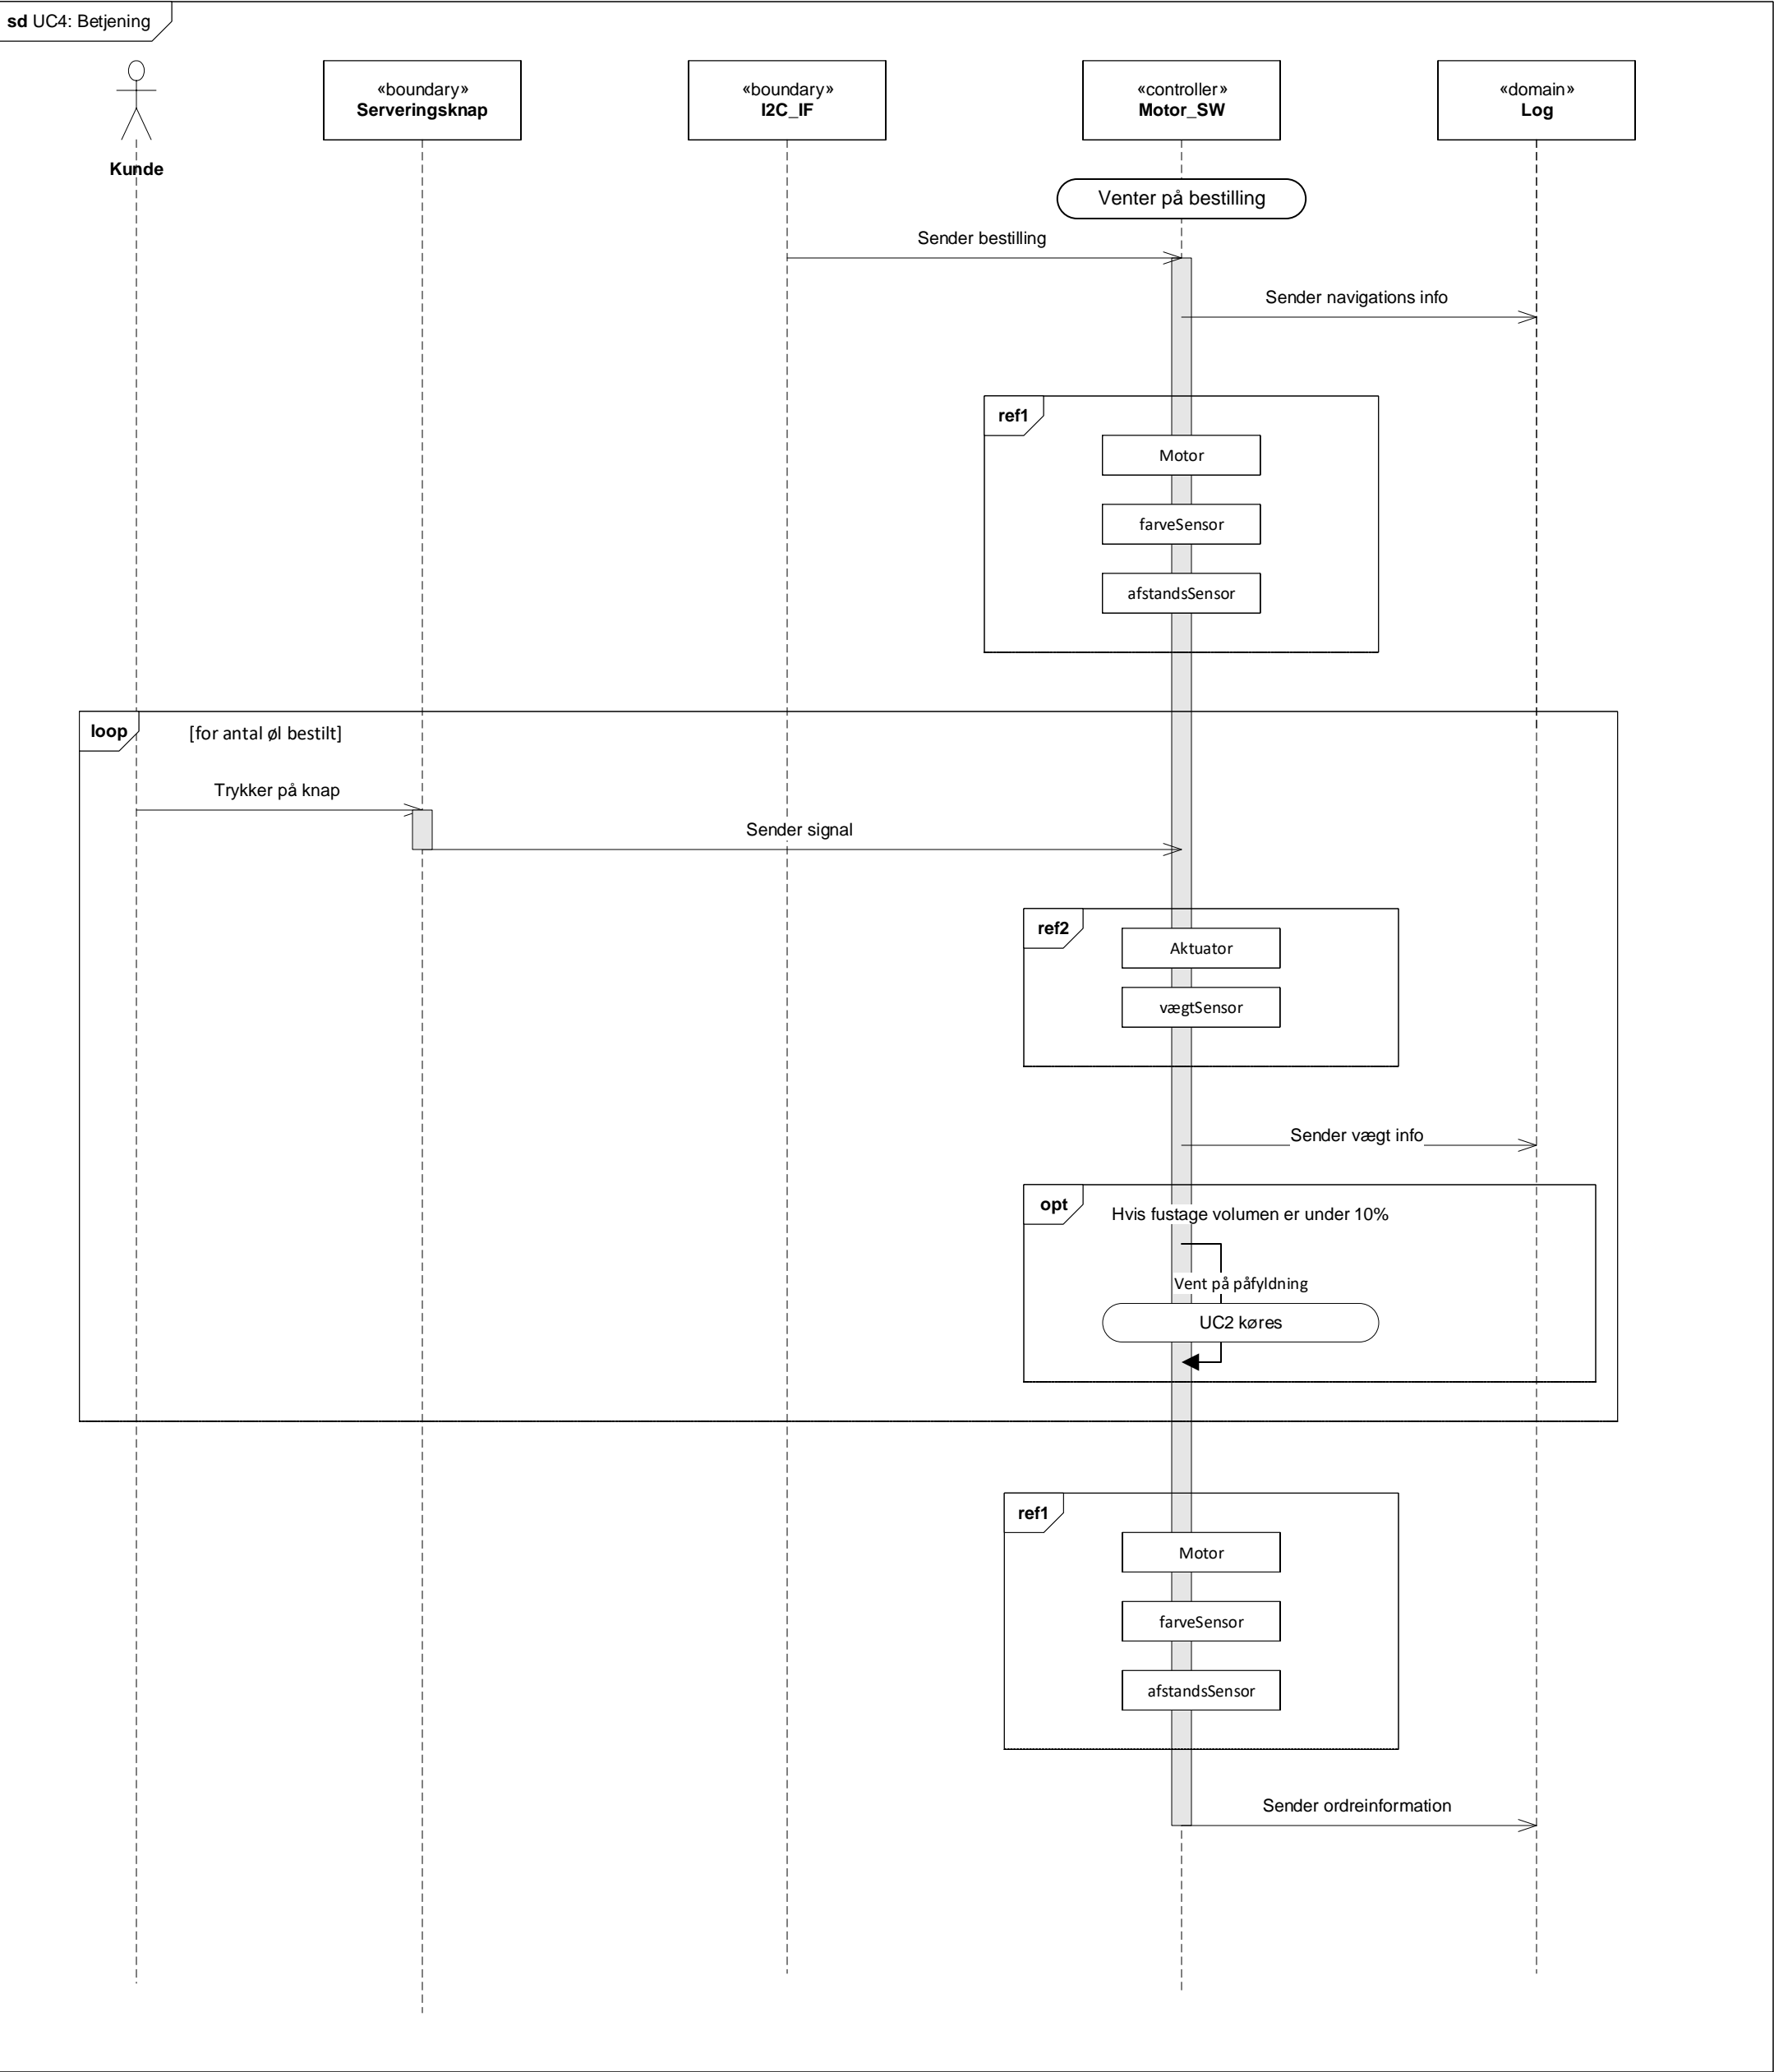 sd UC4: Betjening
«boundary»
Serveringsknap
«boundary»
I2C_IF
«controller»
Motor_SW
«domain»
Log
Kunde
Venter på bestilling
Sender bestilling
Sender navigations info
ref1
Motor
farveSensor
afstandsSensor
loop
[for antal øl bestilt]
Trykker på knap
Sender signal
ref2
Aktuator
vægtSensor
Sender vægt info
opt
Hvis fustage volumen er under 10%
Vent på påfyldning
UC2 køres
ref1
Motor
farveSensor
afstandsSensor
Sender ordreinformation